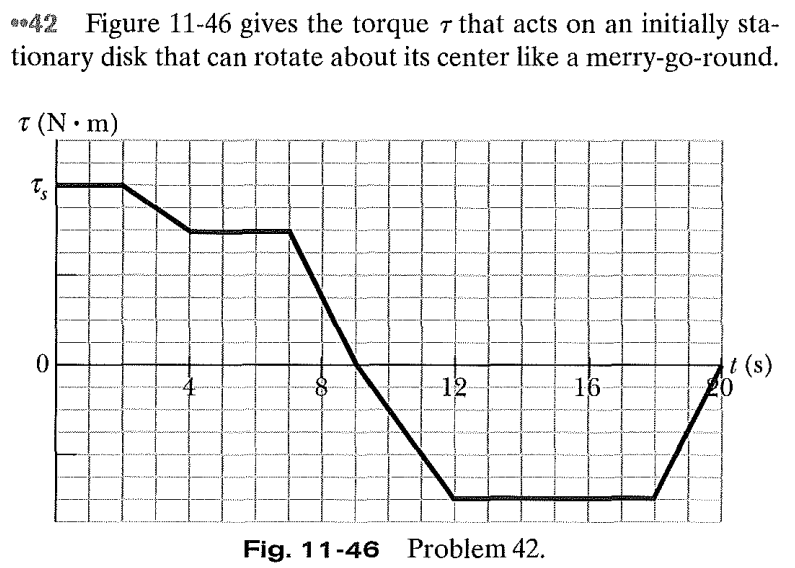 ••42 Figure 11-46 gives the torque τ that acts on an initially sta-
tionary disk that can rotate about its center like a merry-go-round.
τ (N · m)
τs
0
4 8 12 16 20
t (s)
Fig. 11-46 Problem 42.